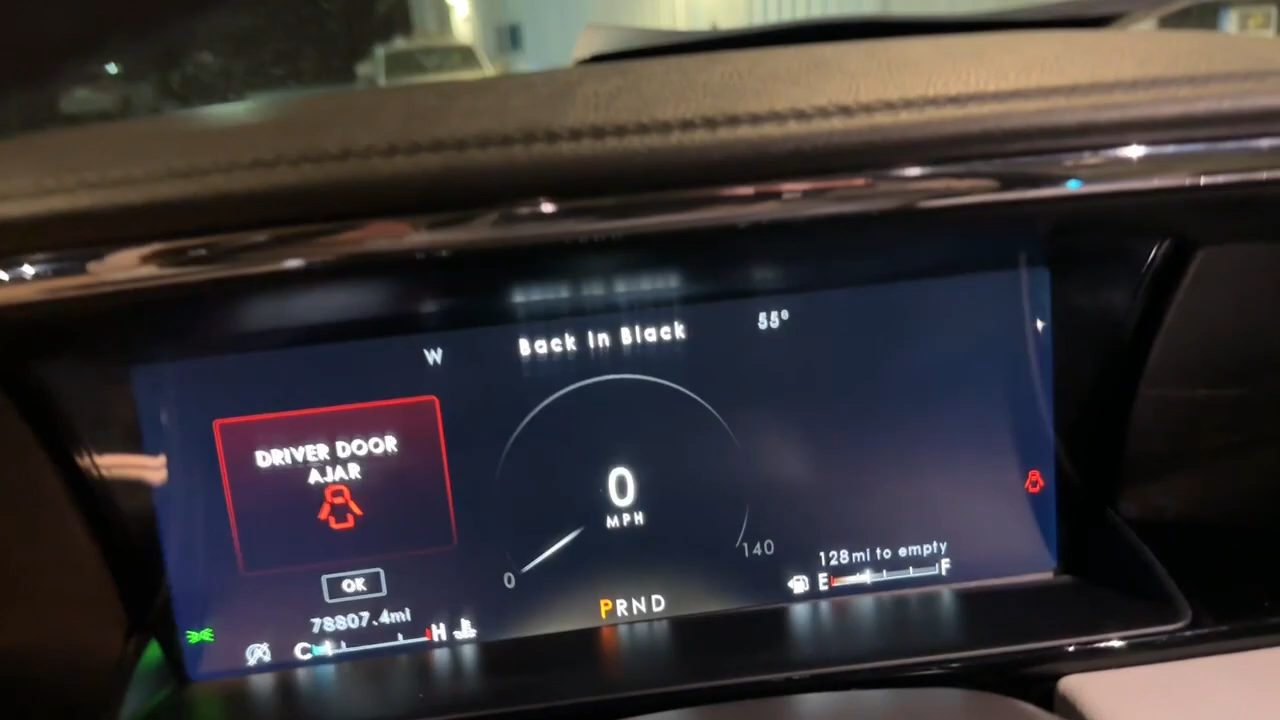 W
Back In Black
55°
DRIVER DOOR
AJAR
OK
78807.4mi
C H
0
MPH
0
140
PRND
128mi to empty
E F